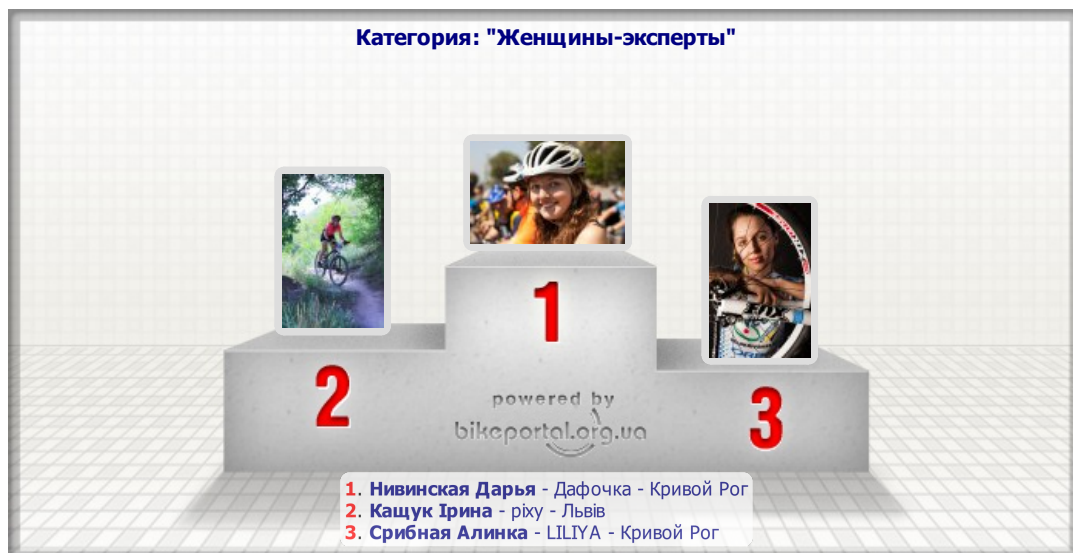 Категория: "Женщины-эксперты"
1
2
3
powered by
bikeportal.org.ua
1. Нивинская Дарья - Дафочка - Кривой Рог
2. Кащук Ірина - pixy - Львів
3. Срибная Алинка - LILIYA - Кривой Рог